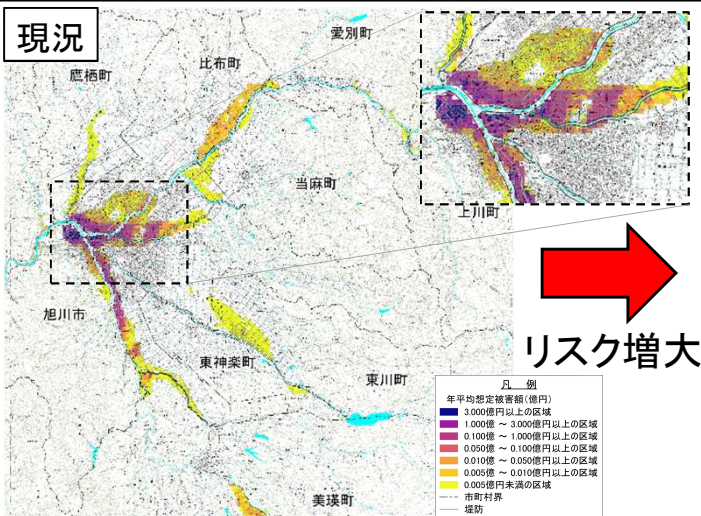 現況
愛別町
比布町
鷹栖町
当麻町
上川町
旭川市
東神楽町
東川町
美瑛町
リスク増大
凡 例
年平均想定被害額(億円)
3.000億円以上の区域
1.000億 ～ 3.000億円以上の区域
0.100億 ～ 1.000億円以上の区域
0.050億 ～ 0.100億円以上の区域
0.010億 ～ 0.050億円以上の区域
0.005億 ～ 0.010億円以上の区域
0.005億円未満の区域
市町村界
堤防